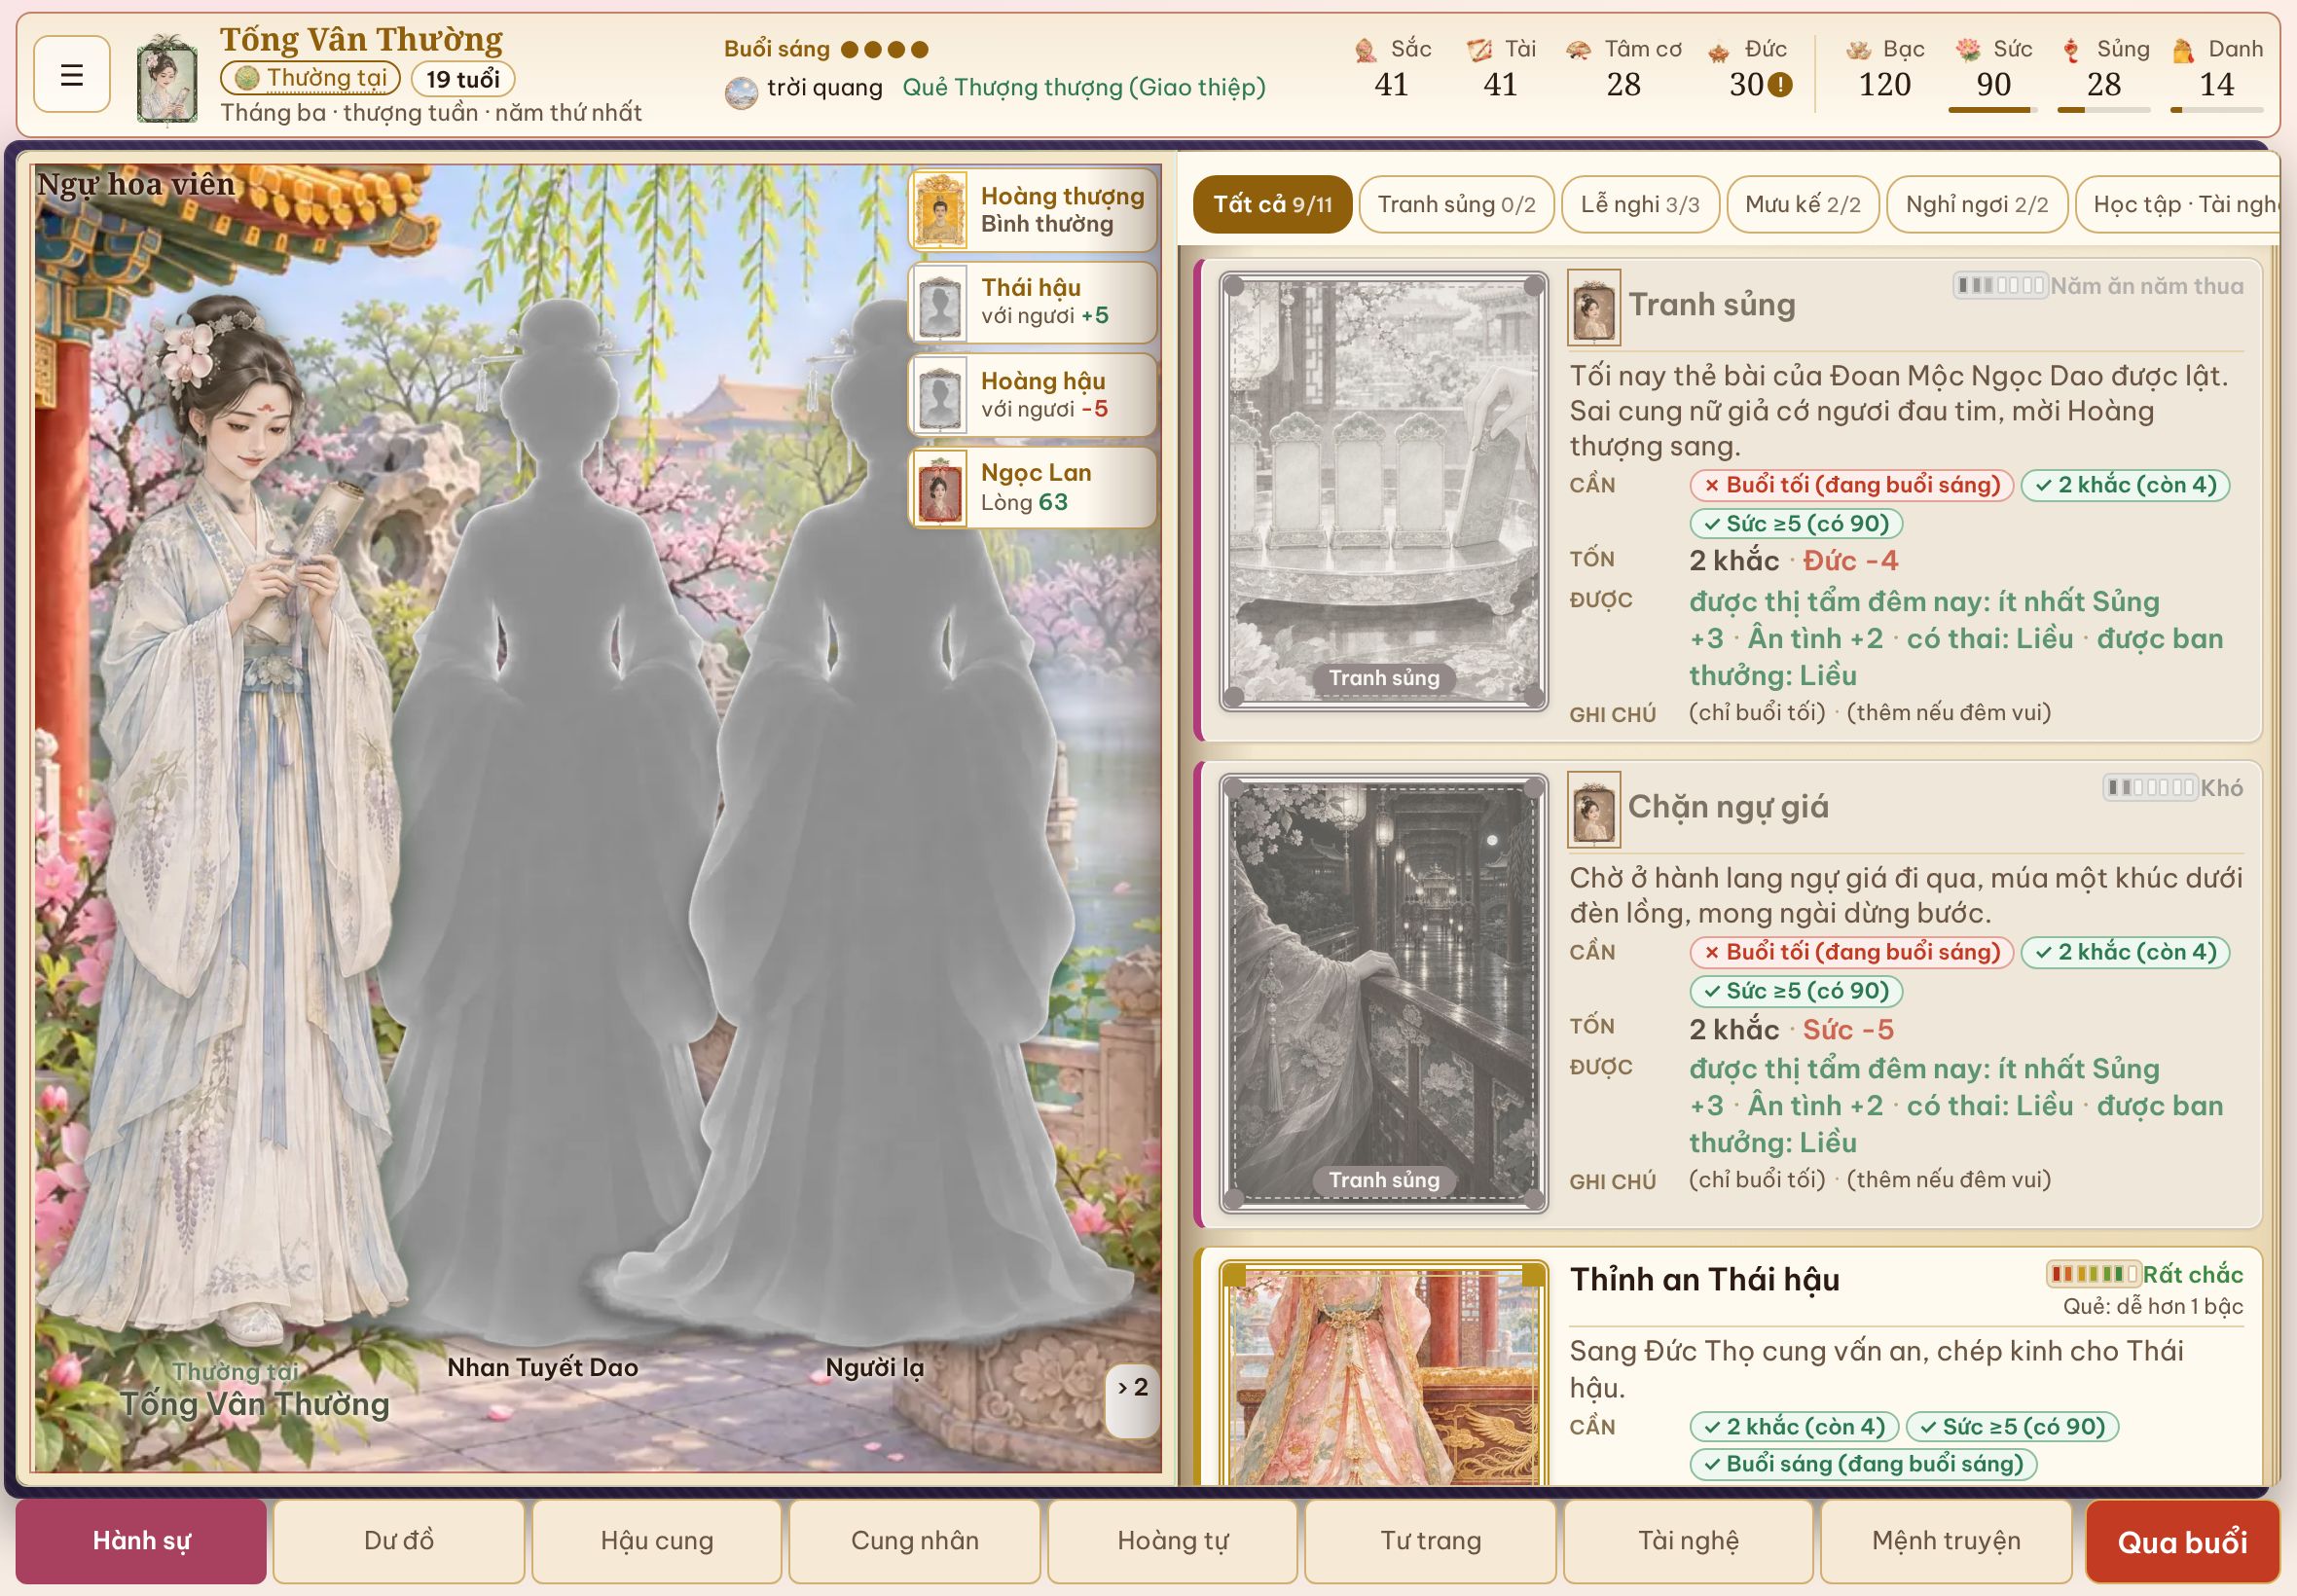 Tống Vân Thường
Thường tại
19 tuổi
Tháng ba · thượng tuần · năm thứ nhất
Buổi sáng
trời quang Quẻ Thượng thượng (Giao thiệp)
Sắc Tài Tâm cơ Đức Bạc Sức Sủng Danh
41 41 28 30 ! 120 90 28 14
Ngự hoa viên
Hoàng thượng
Bình thường
Thái hậu
với ngươi +5
Hoàng hậu
với ngươi -5
Ngọc Lan
Lòng 63
Thường tại
Tống Vân Thường
Nhan Tuyết Dao
Người lạ
› 2
Tất cả 9/11
Tranh sủng 0/2
Lễ nghi 3/3
Mưu kế 2/2
Nghỉ ngơi 2/2
Học tập · Tài ngh
Tranh sủng
Tranh sủng
Năm ăn năm thua
Tối nay thẻ bài của Đoan Mộc Ngọc Dao được lật.
Sai cung nữ giả cớ ngươi đau tim, mời Hoàng
thượng sang.
CẦN × Buổi tối (đang buổi sáng) ✓ 2 khắc (còn 4)
✓ Sức ≥5 (có 90)
TỐN 2 khắc · Đức -4
ĐƯỢC được thị tẩm đêm nay: ít nhất Sủng
+3 · Ân tình +2 · có thai: Liều · được ban
thưởng: Liều
GHI CHÚ (chỉ buổi tối) · (thêm nếu đêm vui)
Tranh sủng
Chặn ngự giá
Khó
Chờ ở hành lang ngự giá đi qua, múa một khúc dưới
đèn lồng, mong ngài dừng bước.
CẦN × Buổi tối (đang buổi sáng) ✓ 2 khắc (còn 4)
✓ Sức ≥5 (có 90)
TỐN 2 khắc · Sức -5
ĐƯỢC được thị tẩm đêm nay: ít nhất Sủng
+3 · Ân tình +2 · có thai: Liều · được ban
thưởng: Liều
GHI CHÚ (chỉ buổi tối) · (thêm nếu đêm vui)
Thỉnh an Thái hậu
Rất chắc
Quẻ: dễ hơn 1 bậc
Sang Đức Thọ cung vấn an, chép kinh cho Thái
hậu.
CẦN ✓ 2 khắc (còn 4) ✓ Sức ≥5 (có 90)
✓ Buổi sáng (đang buổi sáng)
Hành sự
Dư đồ
Hậu cung
Cung nhân
Hoàng tự
Tư trang
Tài nghệ
Mệnh truyện
Qua buổi